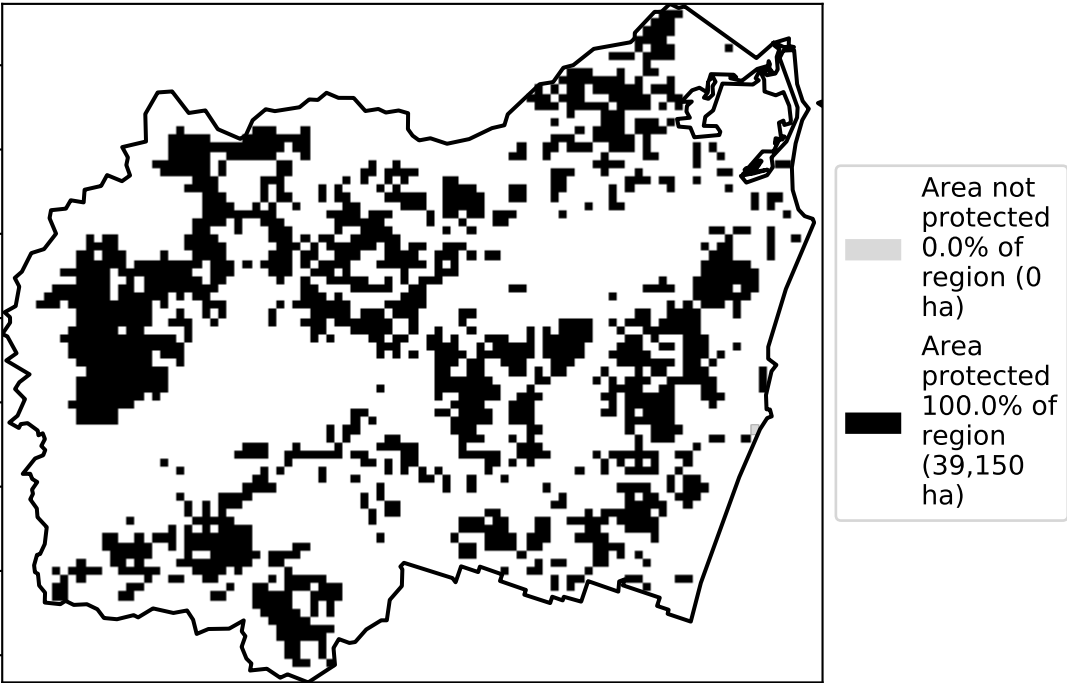 Area not
protected
0.0% of
region (0
ha)
Area
protected
100.0% of
region
(39,150
ha)